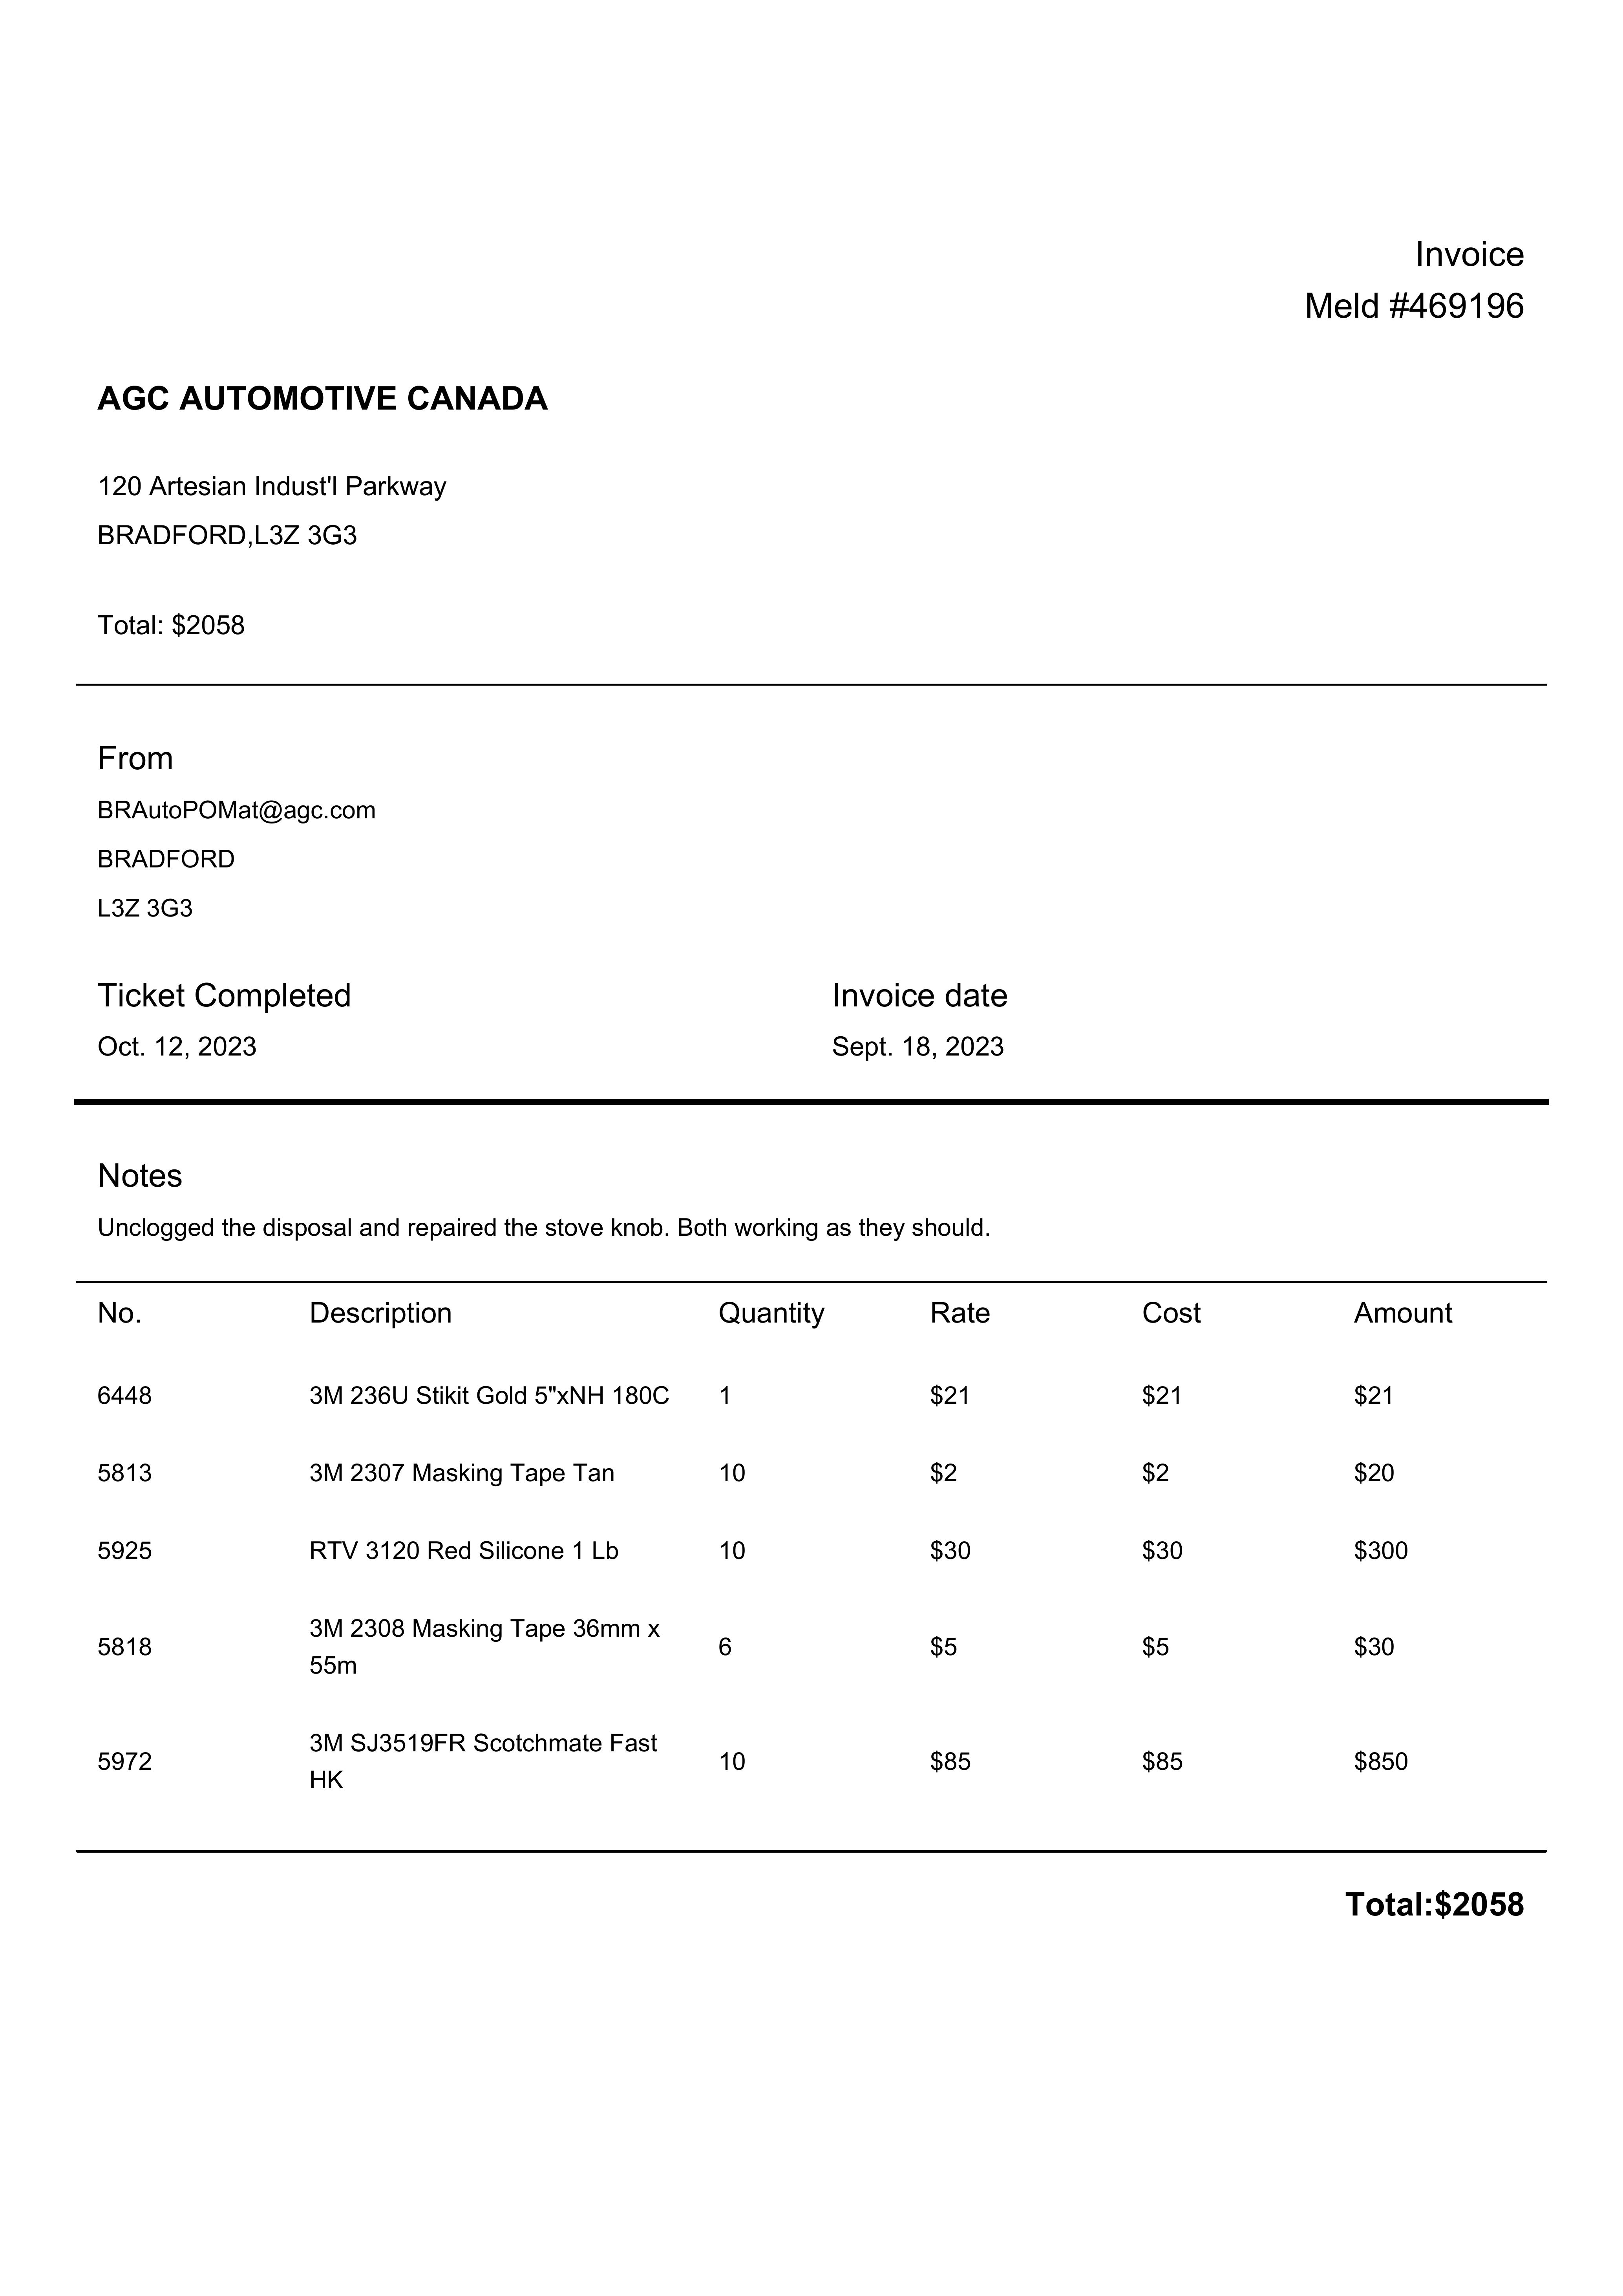 Invoice
Meld #469196
AGC AUTOMOTIVE CANADA
120 Artesian Indust'l Parkway
BRADFORD,L3Z 3G3
Total: $2058
From
BRAutoPOMat@agc.com
BRADFORD
L3Z 3G3
Ticket Completed Invoice date
Oct. 12, 2023 Sept. 18, 2023
Notes
Unclogged the disposal and repaired the stove knob. Both working as they should.
No. Description Quantity Rate Cost Amount
6448 3M 236U Stikit Gold 5"xNH 180C 1 $21 $21 $21
5813 3M 2307 Masking Tape Tan 10 $2 $2 $20
5925 RTV 3120 Red Silicone 1 Lb 10 $30 $30 $300
5818 3M 2308 Masking Tape 36mm x
55m 6 $5 $5 $30
5972 3M SJ3519FR Scotchmate Fast
HK 10 $85 $85 $850
Total:$2058